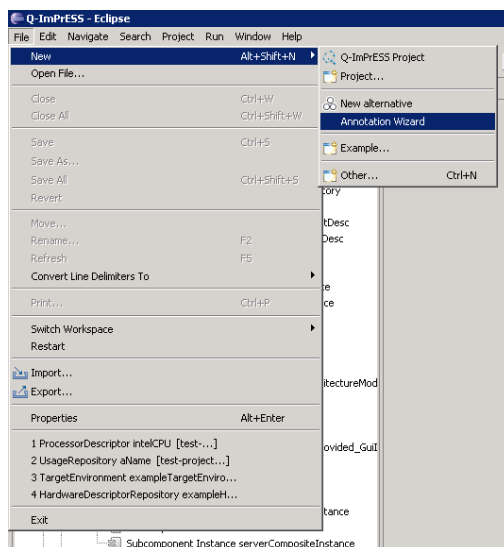 Q-ImPrESS - Eclipse
File Edit Navigate Search Project Run Window Help
New Alt+Shift+N
Open File...
Close Ctrl+W
Close All Ctrl+Shift+W
Save Ctrl+S
Save As...
Save All Ctrl+Shift+S
Revert
Move...
Rename... F2
Refresh F5
Convert Line Delimiters To
Print... Ctrl+P
Switch Workspace
Restart
Import...
Export...
Properties Alt+Enter
1 ProcessorDescriptor intelCPU [test-...]
2 UsageRepository aName [test-project...]
3 TargetEnvironment exampleTargetEnviro...
4 HardwareDescriptorRepository exampleH...
Exit
Q-ImPrESS Project
Project...
New alternative
Annotation Wizard
Example...
Other... Ctrl+N
tory
tDesc
Desc
te
ce
itectureMod
ovided_GuiI
tance
Subcomponent Instance serverCompositeInstance